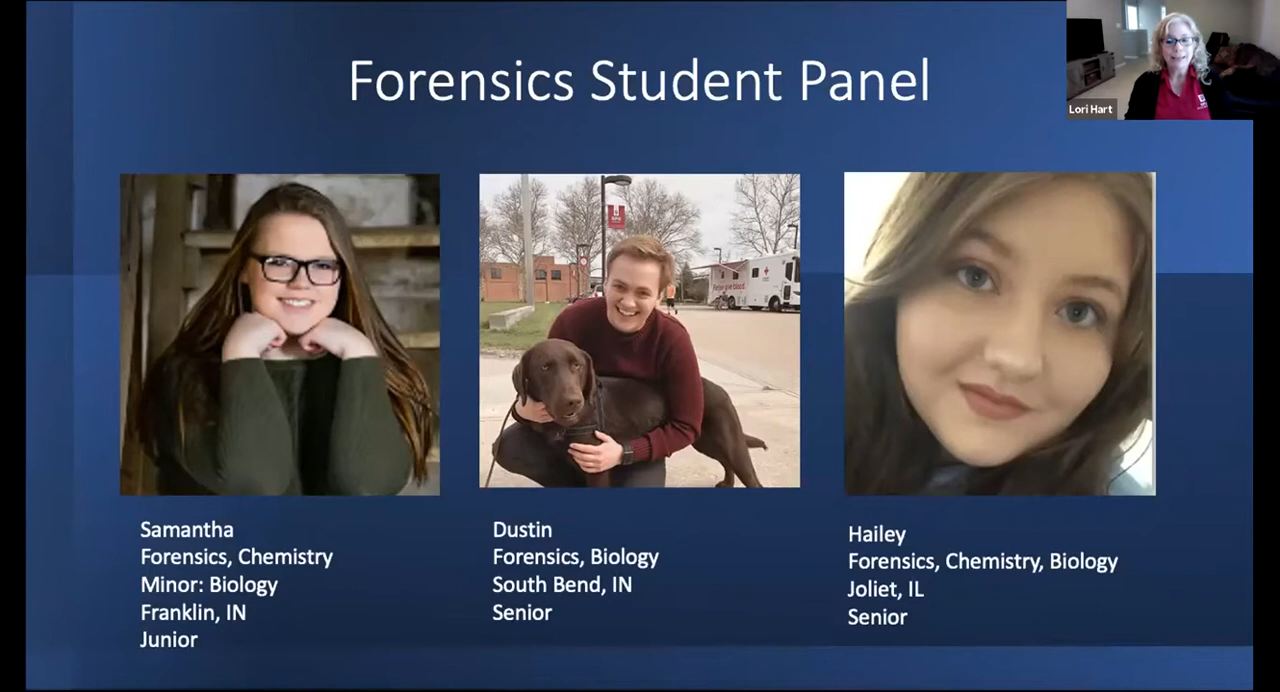 Forensics Student Panel
Lori Hart
Samantha
Forensics, Chemistry
Minor: Biology
Franklin, IN
Junior
Dustin
Forensics, Biology
South Bend, IN
Senior
Hailey
Forensics, Chemistry, Biology
Joliet, IL
Senior